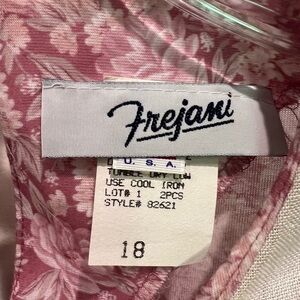 Frejani
U. S. A.
TUMBLE DRY LOW
USE COOL IRON
LOT# 1 2PCS
STYLE# 82621
18